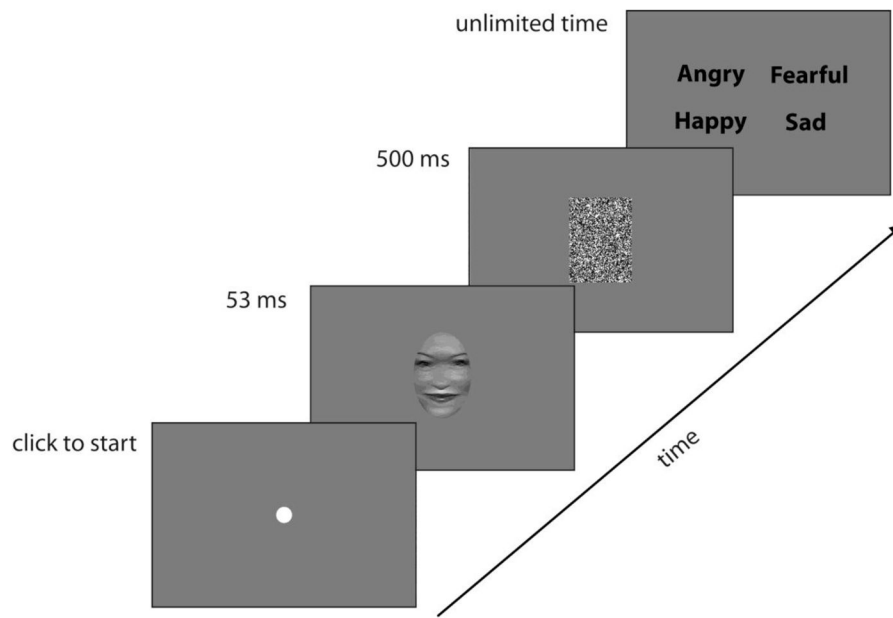 unlimited time
Angry Fearful
Happy Sad
500 ms
53 ms
click to start
time